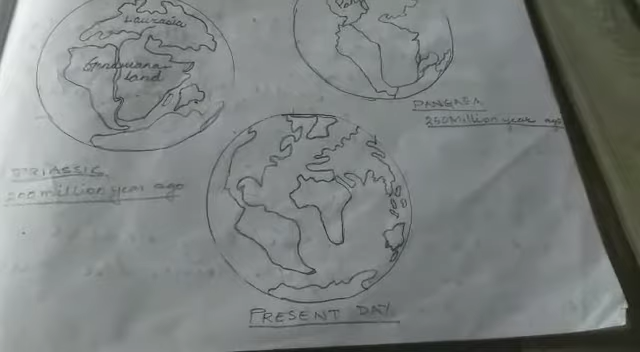 Laurasia
Gondwana
land
TRIASSIC
200 million year ago
PANGAEA
250 Million year ago
PRESENT DAY